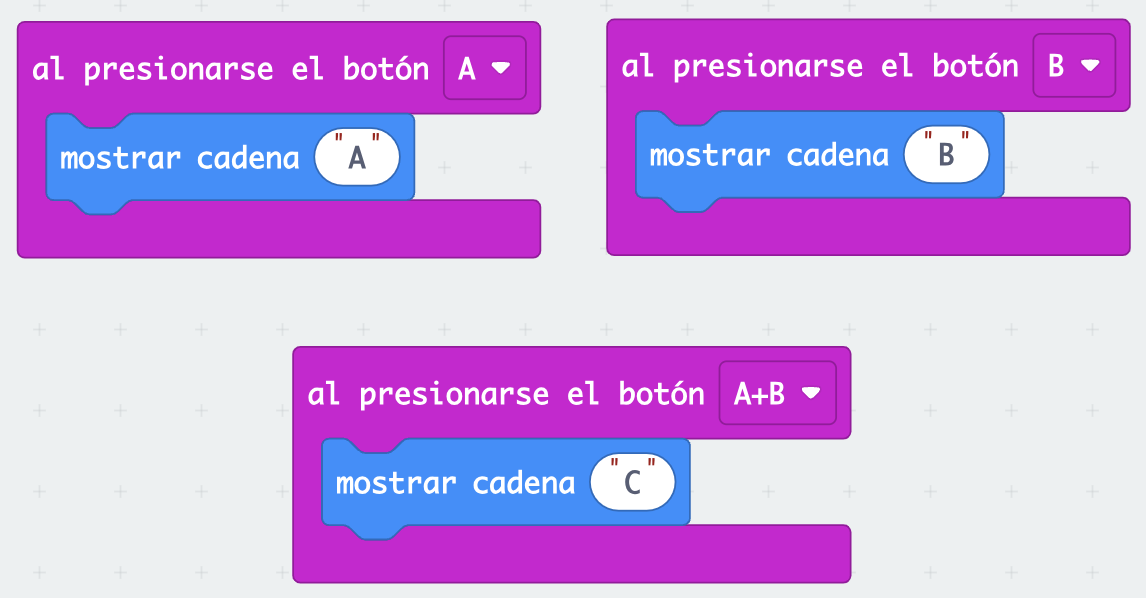 al presionarse el botón A
mostrar cadena "A"
al presionarse el botón B
mostrar cadena "B"
al presionarse el botón A+B
mostrar cadena "C"